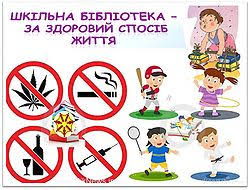 ШКІЛЬНА БІБЛІОТЕКА –
ЗА ЗДОРОВИЙ СПОСІБ
ЖИТТЯ